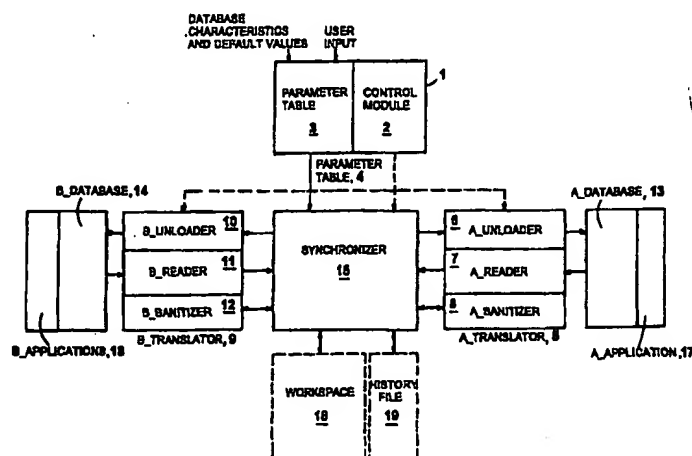 DATABASE
CHARACTERISTICS
AND DEFAULT VALUES
USER
INPUT
PARAMETER
TABLE
3
CONTROL
MODULE
2
1
PARAMETER
TABLE, 4
B_DATABASE, 14
A_DATABASE, 13
B_UNLOADER 10
B_READER 11
B_SANITIZER 12
SYNCHRONIZER
15
6 A_UNLOADER
7 A_READER
8 A_SANITIZER
B_APPLICATIONS, 18
B_TRANSLATOR, 9
A_TRANSLATOR, 5
A_APPLICATION, 17
WORKSPACE
16
HISTORY
FILE
19